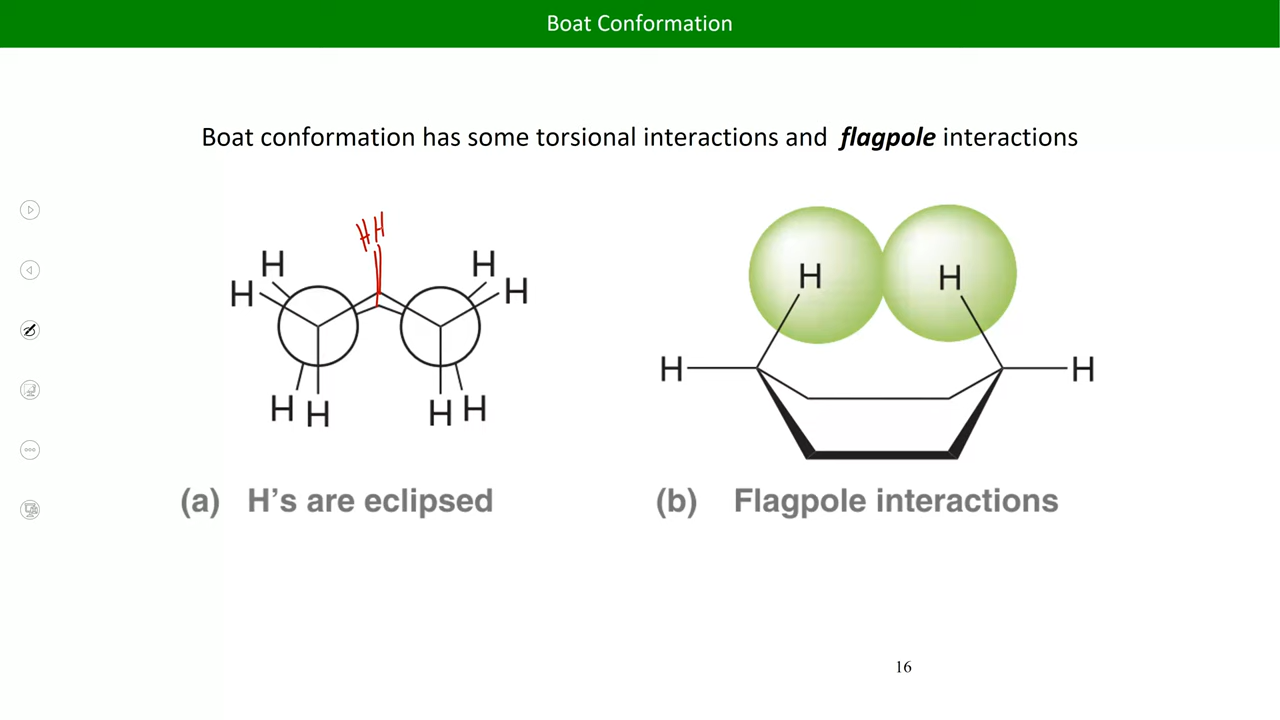 Boat Conformation
Boat conformation has some torsional interactions and flagpole interactions
H H
H H
H H
H H
H H
(a) H's are eclipsed
H H
H H
(b) Flagpole interactions
16